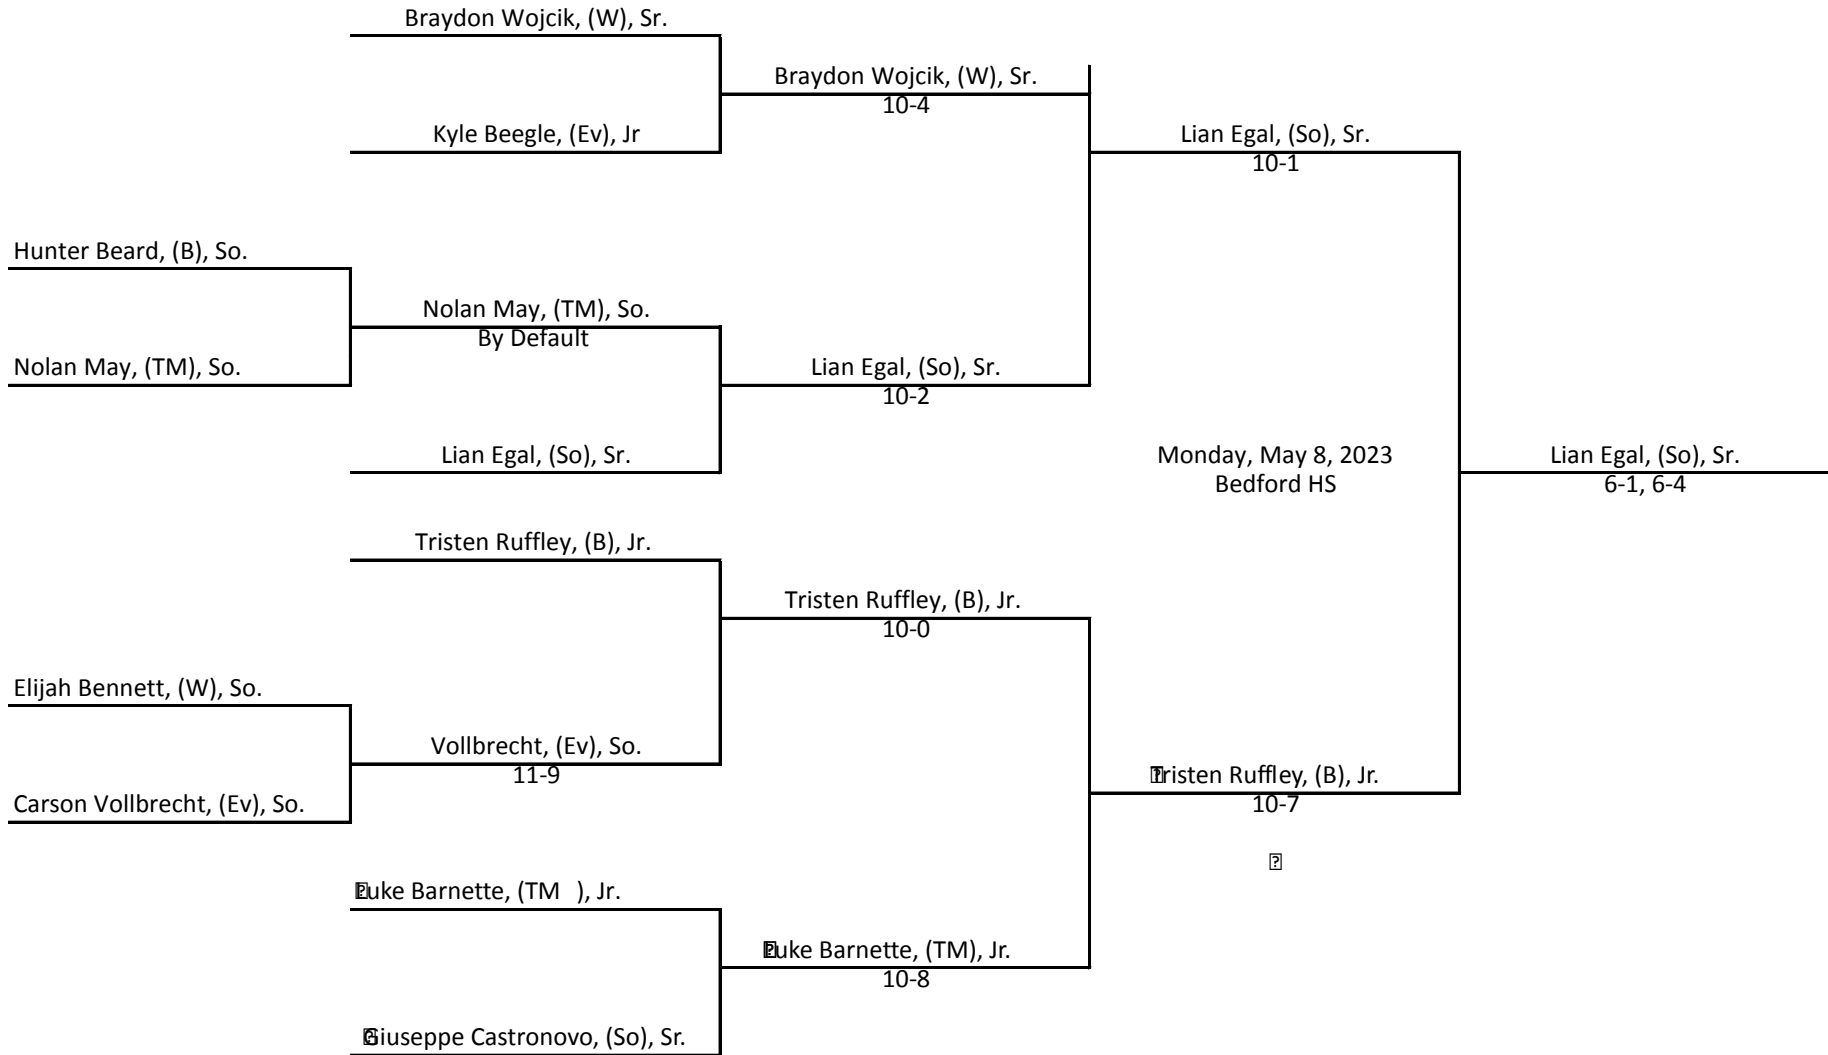 Braydon Wojcik, (W), Sr.
Braydon Wojcik, (W), Sr.
10-4
Kyle Beegle, (Ev), Jr
Lian Egal, (So), Sr.
10-1
Hunter Beard, (B), So.
Nolan May, (TM), So.
By Default
Nolan May, (TM), So.
Lian Egal, (So), Sr.
10-2
Lian Egal, (So), Sr.
Monday, May 8, 2023
Bedford HS
Lian Egal, (So), Sr.
6-1, 6-4
Tristen Ruffley, (B), Jr.
Tristen Ruffley, (B), Jr.
10-0
Elijah Bennett, (W), So.
Vollbrecht, (Ev), So.
11-9
Carson Vollbrecht, (Ev), So.
Tristen Ruffley, (B), Jr.
10-7
Luke Barnette, (TM ), Jr.
Luke Barnette, (TM), Jr.
10-8
Giuseppe Castronovo, (So), Sr.